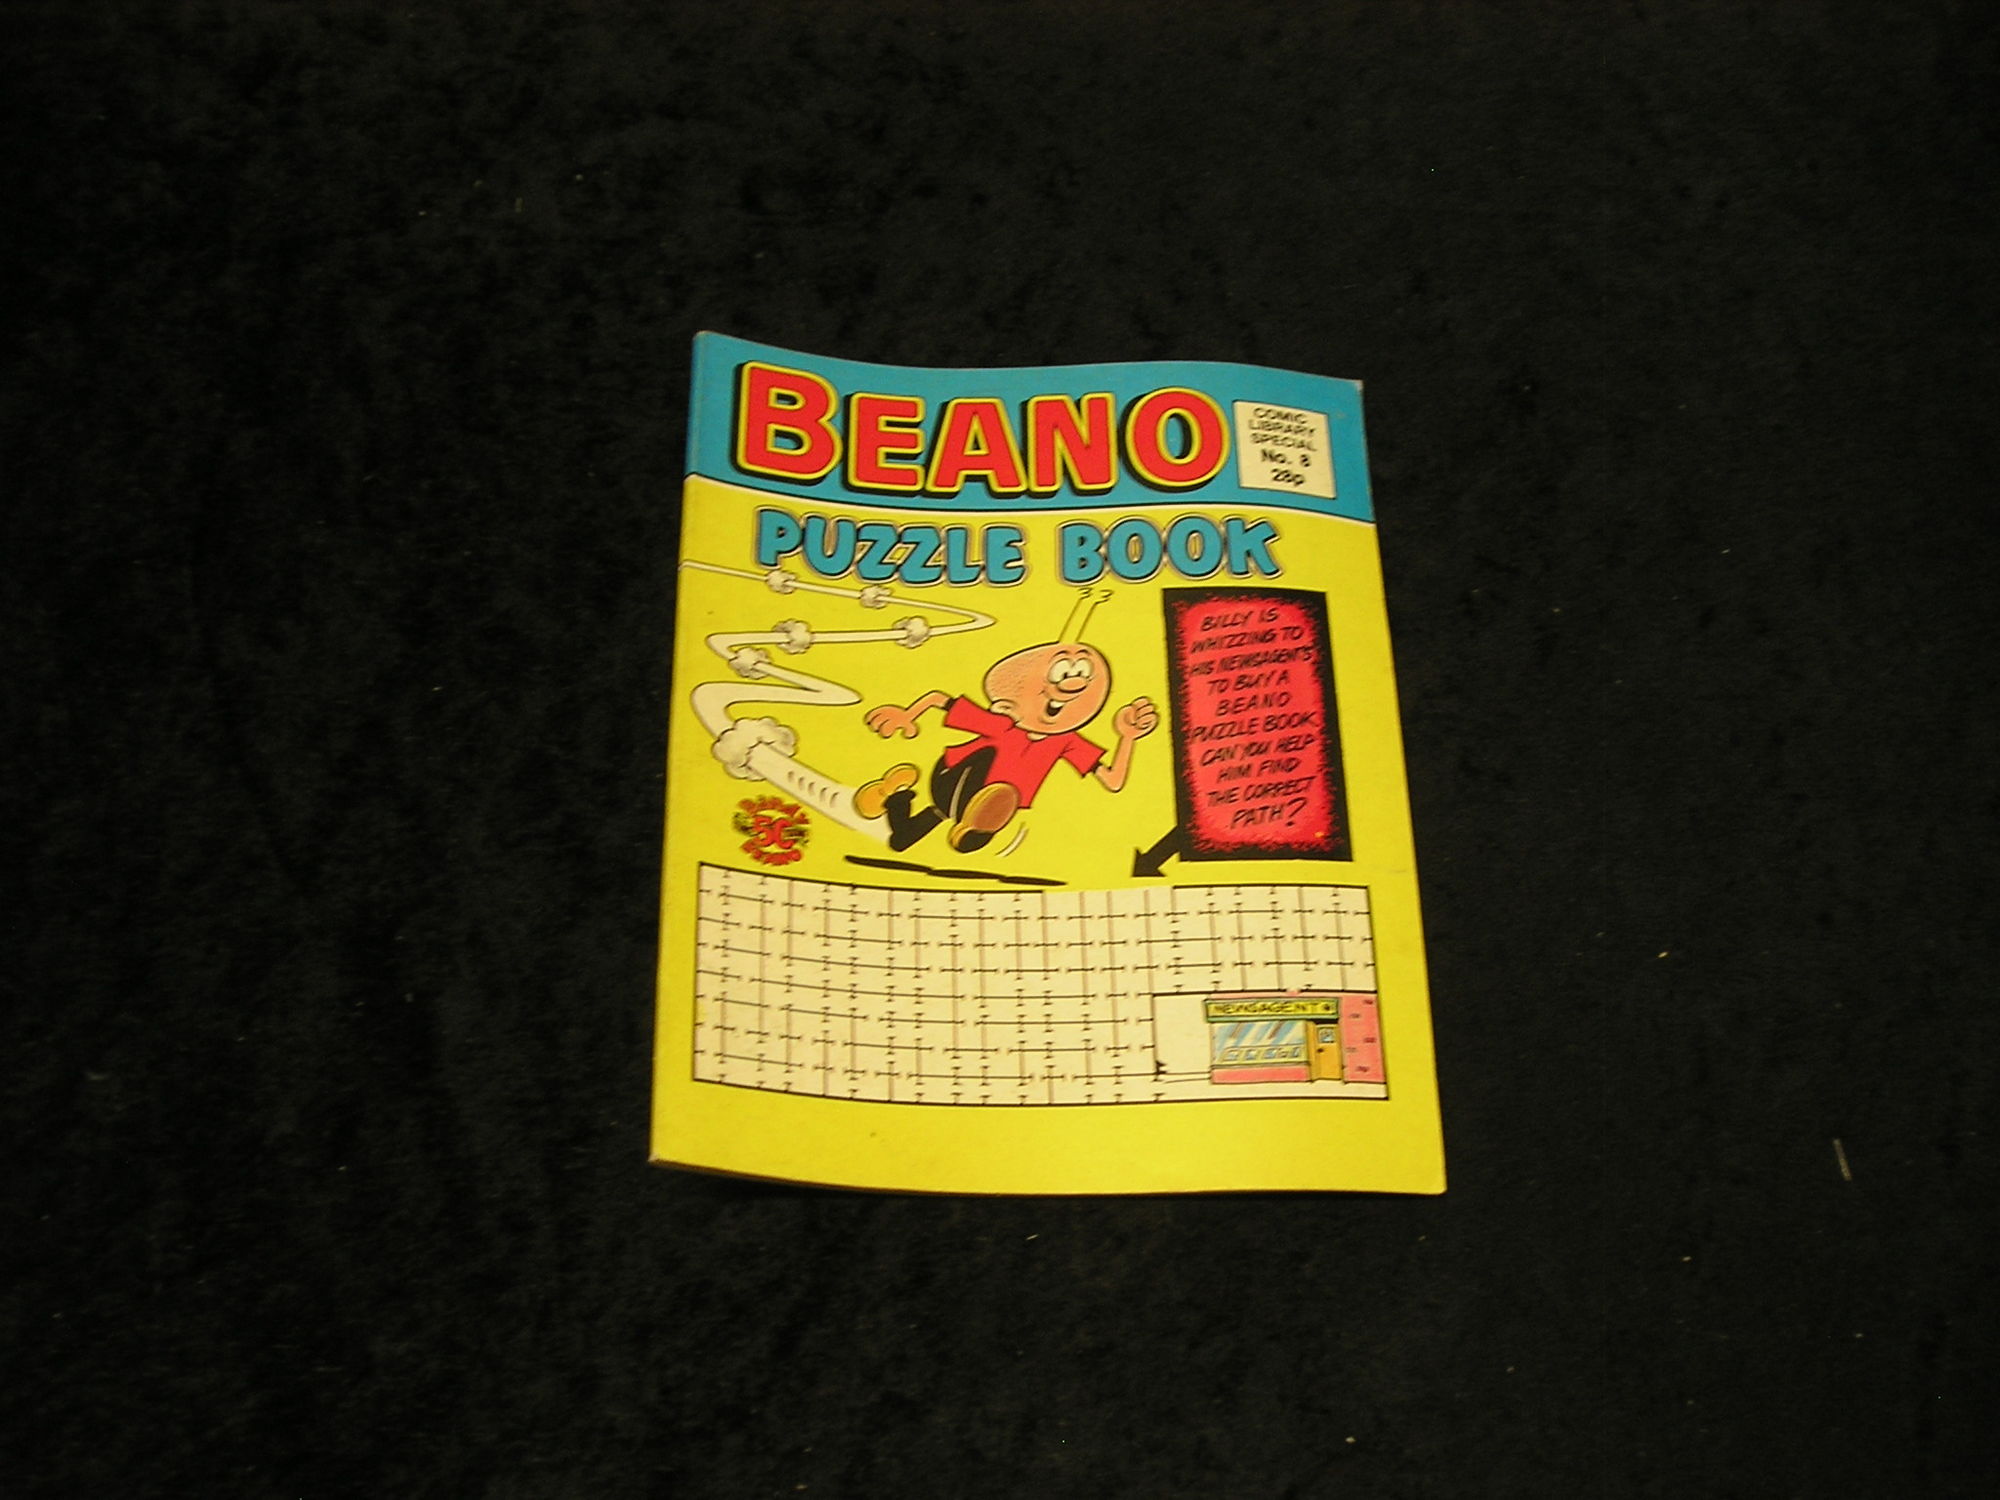 BEANO
COMIC
LIBRARY
SPECIAL
No. 8
28p
PUZZLE BOOK
BILLY IS
WHIZZING TO
HIS NEWSAGENT'S
TO BUY A
BEANO
PUZZLE BOOK.
CAN YOU HELP
HIM FIND
THE CORRECT
PATH?
BEANO
NEWSAGENT